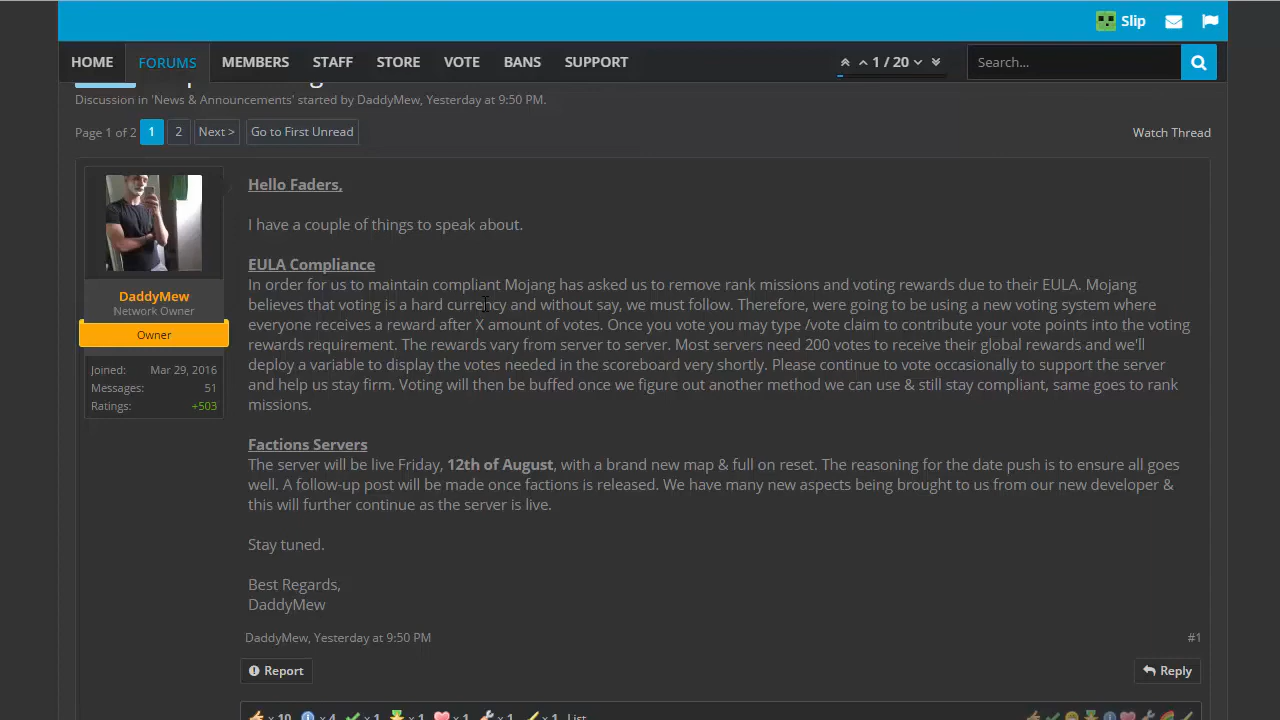 Slip
HOME FORUMS MEMBERS STAFF STORE VOTE BANS SUPPORT 1 / 20 Search...
Discussion in 'News & Announcements' started by DaddyMew, Yesterday at 9:50 PM.
Page 1 of 2 1 2 Next > Go to First Unread Watch Thread
Hello Faders,
I have a couple of things to speak about.
EULA Compliance
In order for us to maintain compliant Mojang has asked us to remove rank missions and voting rewards due to their EULA. Mojang
believes that voting is a hard currency and without say, we must follow. Therefore, were going to be using a new voting system where
everyone receives a reward after X amount of votes. Once you vote you may type /vote claim to contribute your vote points into the voting
rewards requirement. The rewards vary from server to server. Most servers need 200 votes to receive their global rewards and we'll
deploy a variable to display the votes needed in the scoreboard very shortly. Please continue to vote occasionally to support the server
and help us stay firm. Voting will then be buffed once we figure out another method we can use & still stay compliant, same goes to rank
missions.
Factions Servers
The server will be live Friday, 12th of August, with a brand new map & full on reset. The reasoning for the date push is to ensure all goes
well. A follow-up post will be made once factions is released. We have many new aspects being brought to us from our new developer &
this will further continue as the server is live.
Stay tuned.
Best Regards,
DaddyMew
DaddyMew
Network Owner
Owner
Joined: Mar 29, 2016
Messages: 51
Ratings: +503
DaddyMew, Yesterday at 9:50 PM #1
Report Reply
x 10 x 4 x 1 x 1 x 1 x 1 x 1 List